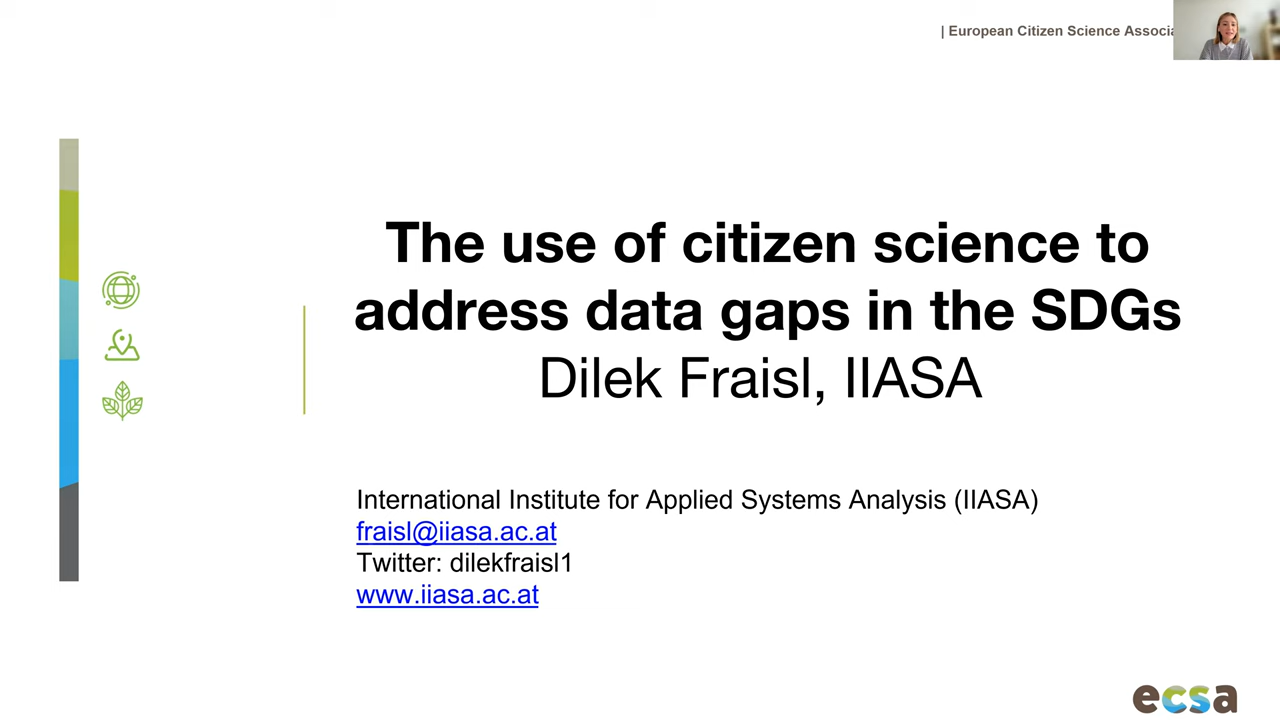 | European Citizen Science
The use of citizen science to
address data gaps in the SDGs
Dilek Fraisl, IIASA
International Institute for Applied Systems Analysis (IIASA)
fraisl@iiasa.ac.at
Twitter: dilekfraisl1
www.iiasa.ac.at
ecsa